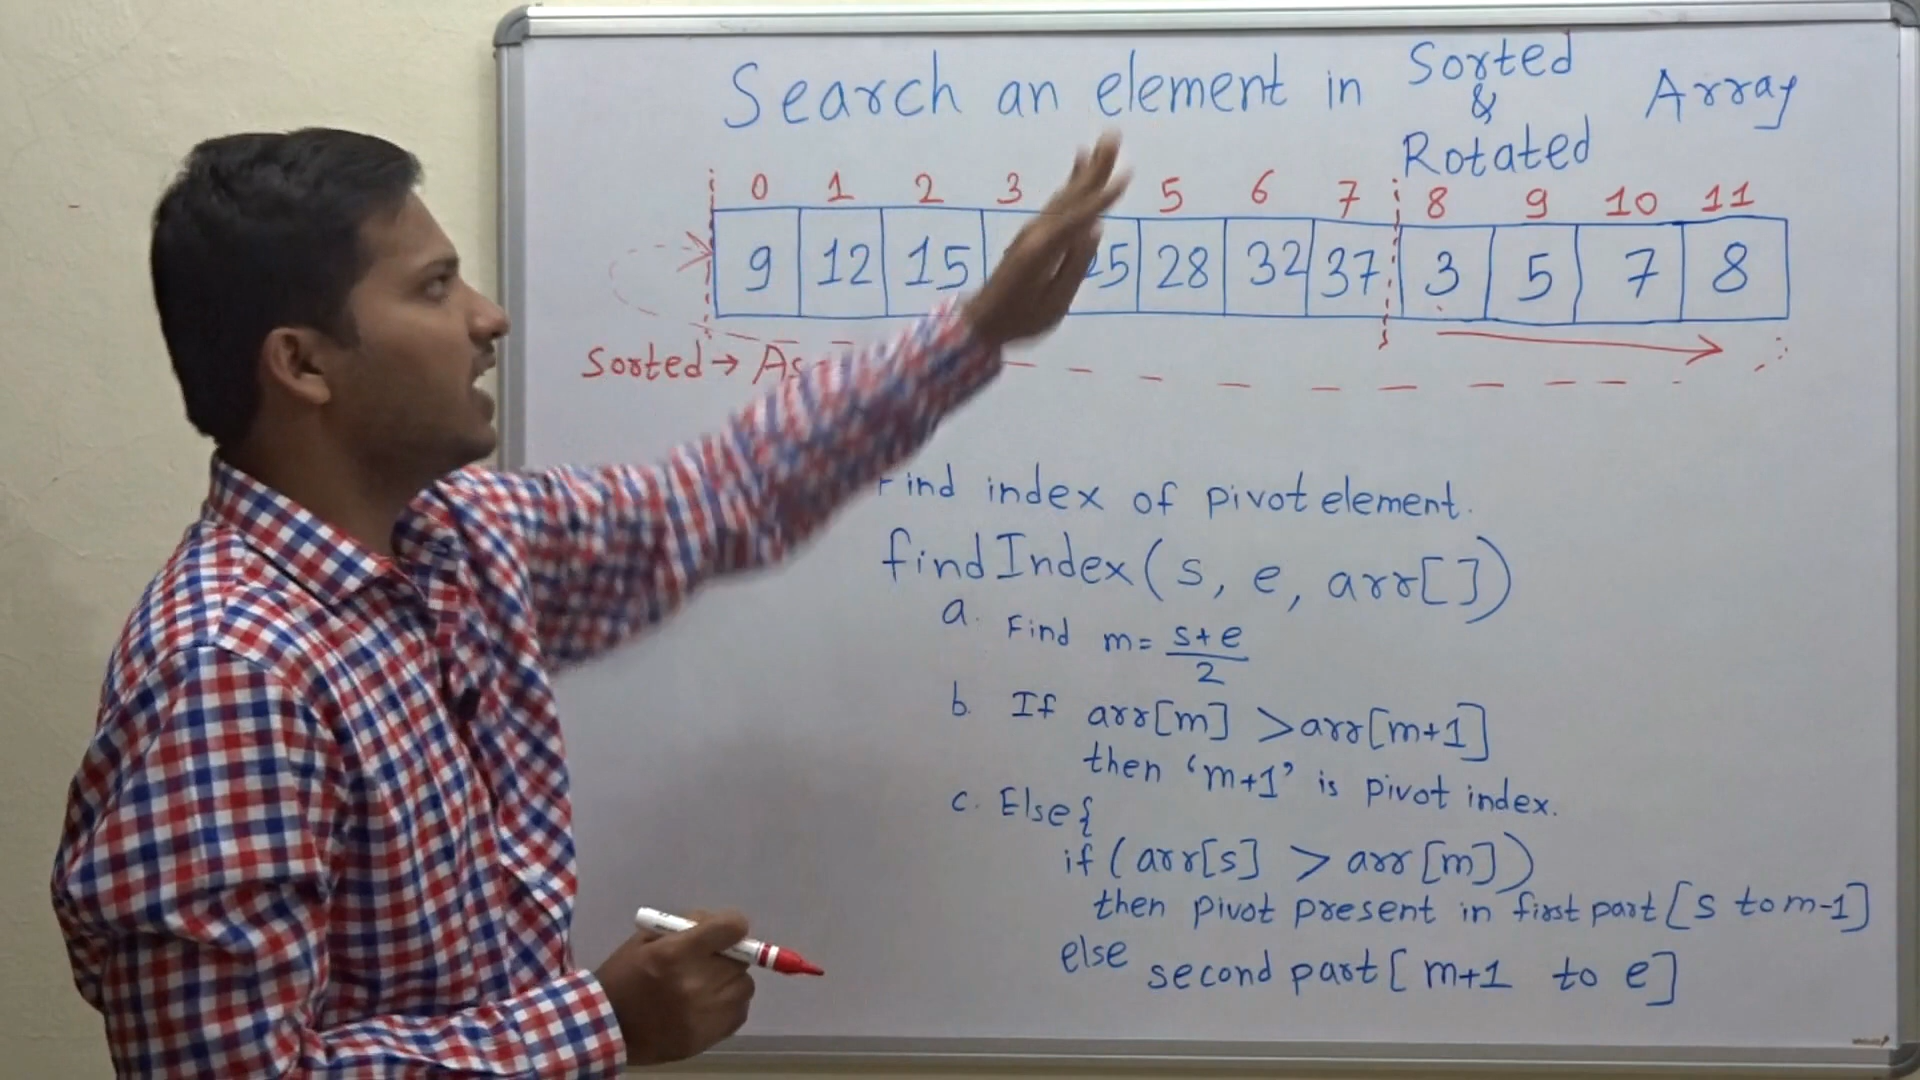 Search an element in Sorted & Rotated Array
0 1 2 3 5 6 7 8 9 10 11
9 12 15 25 28 32 37 3 5 7 8
Sorted → As
Find index of pivot element.
findIndex(s, e, arr[])
a. Find m = s+e
2
b. If arr[m] > arr[m+1]
then 'm+1' is pivot index.
c. Else{
if (arr[s] > arr[m])
then pivot present in first part [s to m-1]
else second part [m+1 to e]